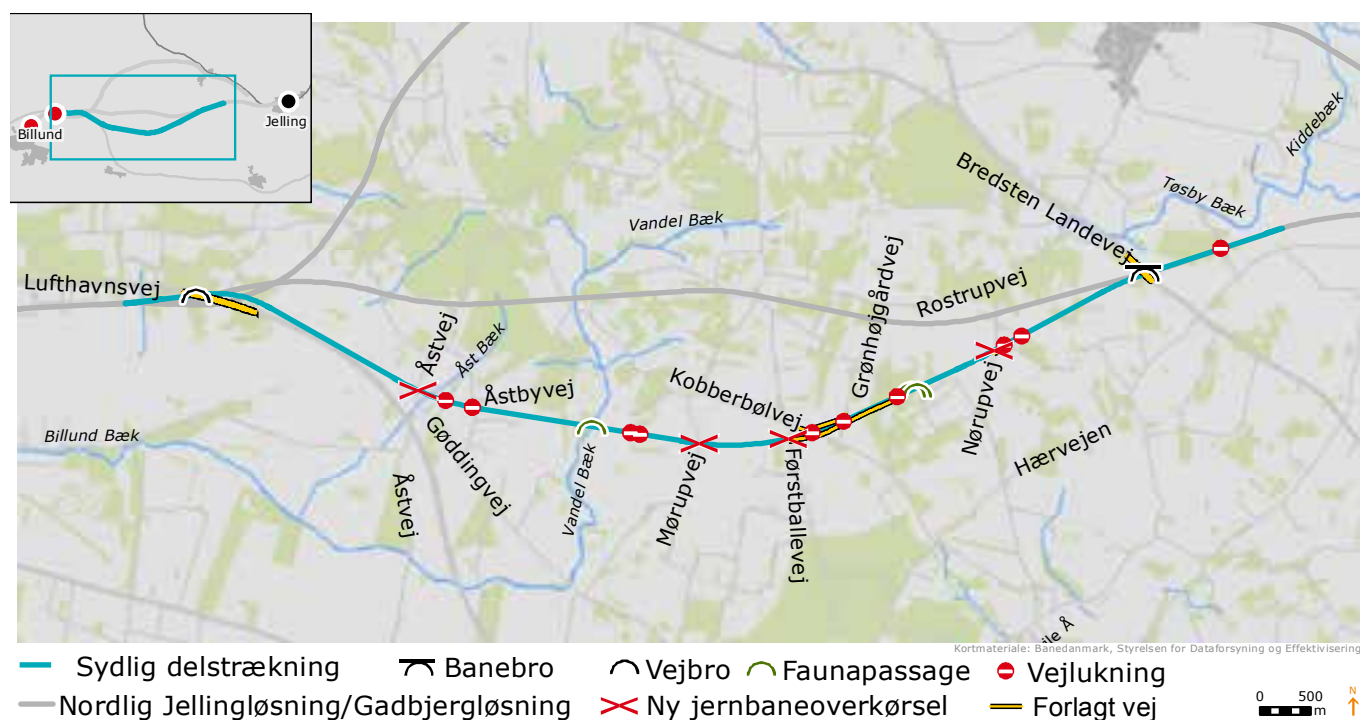 Billund
Jelling
Kiddebæk
Tøsby Bæk
Bredsten Landevej
Vandel Bæk
Lufthavnsvej
Rostrupvej
Grønhøjgårdvej
Åstvej
Åst Bæk
Åstbyvej
Kobberbølvej
Billund Bæk
Gøddingvej
Åstvej
Vandel Bæk
Mørupvej
Førstballevej
Nørupvej
Hærvejen
ile Å
Kortmateriale: Banedanmark, Styrelsen for Dataforsyning og Effektivisering
Sydlig delstrækning
Banebro
Vejbro
Faunapassage
Vejlukning
Nordlig Jellingløsning/Gadbjergløsning
Ny jernbaneoverkørsel
Forlagt vej
0 500
m
N